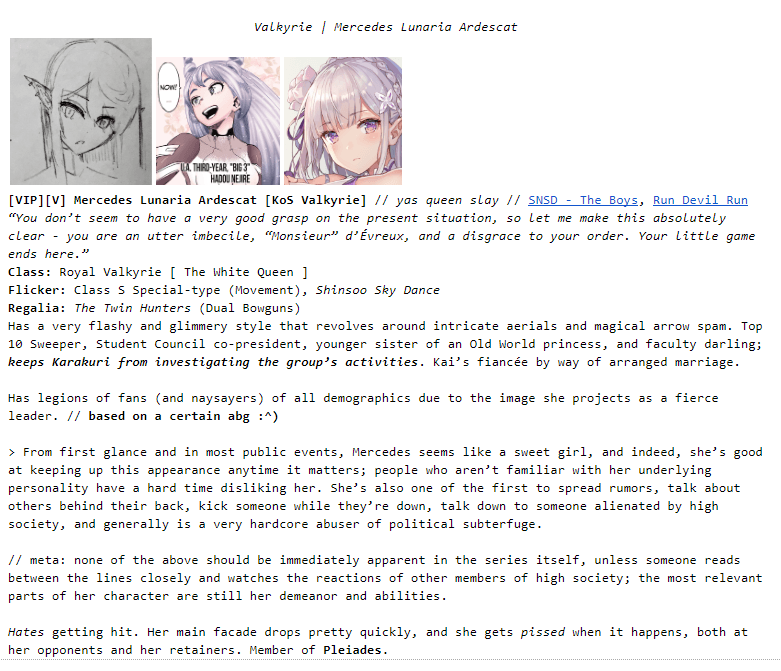 Valkyrie | Mercedes Lunaria Ardescat
NOW!
U.A. THIRD-YEAR, "BIG 3"
HADOU NEJIRE
[VIP][V] Mercedes Lunaria Ardescat [KoS Valkyrie] // yas queen slay // SNSD - The Boys, Run Devil Run
“You don’t seem to have a very good grasp on the present situation, so let me make this absolutely
clear - you are an utter imbecile, “Monsieur” d’Évreux, and a disgrace to your order. Your little game
ends here.”
Class: Royal Valkyrie [ The White Queen ]
Flicker: Class S Special-type (Movement), Shinsoo Sky Dance
Regalia: The Twin Hunters (Dual Bowguns)
Has a very flashy and glimmery style that revolves around intricate aerials and magical arrow spam. Top
10 Sweeper, Student Council co-president, younger sister of an Old World princess, and faculty darling;
keeps Karakuri from investigating the group’s activities. Kai’s fiancée by way of arranged marriage.
Has legions of fans (and naysayers) of all demographics due to the image she projects as a fierce
leader. // based on a certain abg :^)
> From first glance and in most public events, Mercedes seems like a sweet girl, and indeed, she’s good
at keeping up this appearance anytime it matters; people who aren’t familiar with her underlying
personality have a hard time disliking her. She’s also one of the first to spread rumors, talk about
others behind their back, kick someone while they’re down, talk down to someone alienated by high
society, and generally is a very hardcore abuser of political subterfuge.
// meta: none of the above should be immediately apparent in the series itself, unless someone reads
between the lines closely and watches the reactions of other members of high society; the most relevant
parts of her character are still her demeanor and abilities.
Hates getting hit. Her main facade drops pretty quickly, and she gets pissed when it happens, both at
her opponents and her retainers. Member of Pleiades.